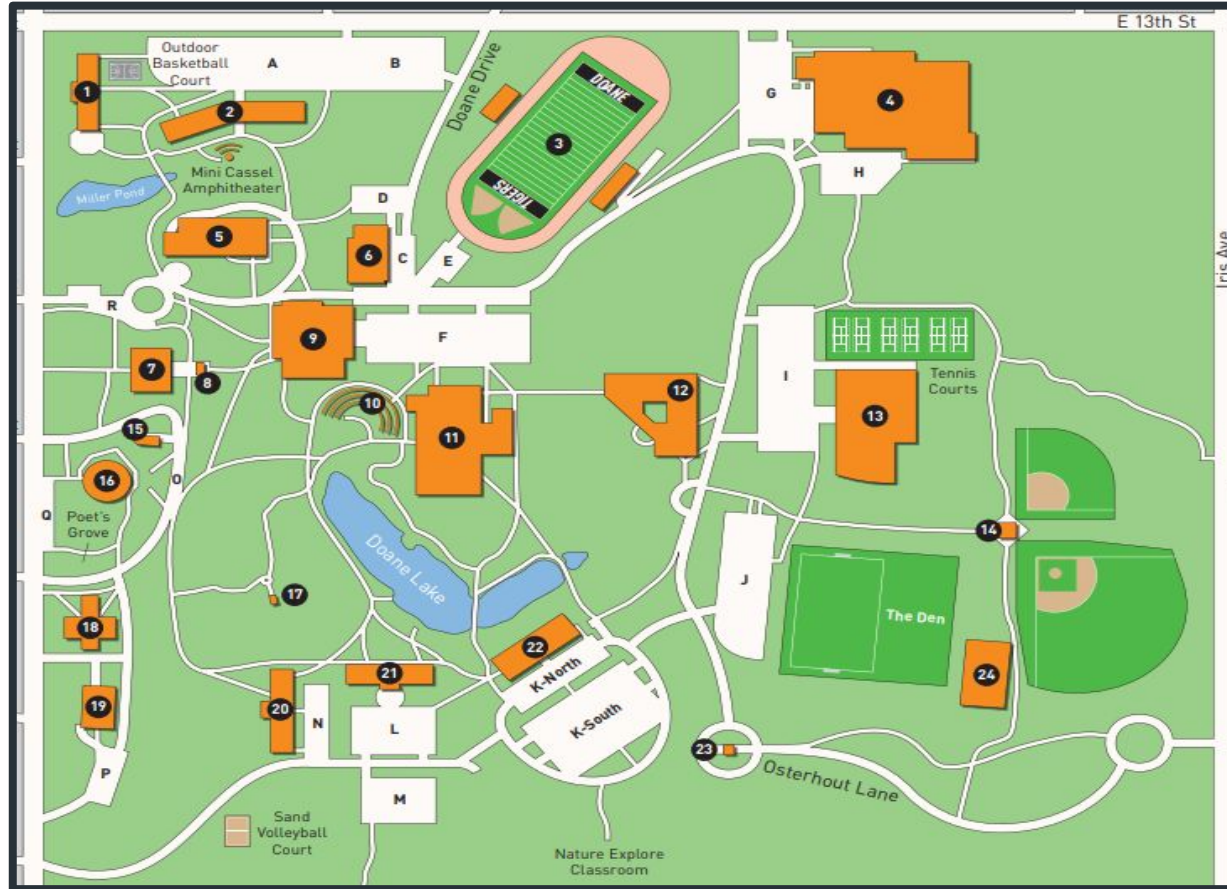 E 13th St
Outdoor
Basketball
Court
A
B
Doane Drive
DOANE
G
1
2
3
4
Mini Cassel
Amphitheater
Miller Pond
TIGERS
H
D
5
6
C
E
Iris Ave
R
9
F
7
8
I
Tennis
Courts
10
12
11
13
15
16
O
Q
Poet's
Grove
14
Doane Lake
J
17
The Den
18
22
21
K-North
24
20
19
N
L
K-South
23
P
Osterhout Lane
M
Sand
Volleyball
Court
Nature Explore
Classroom